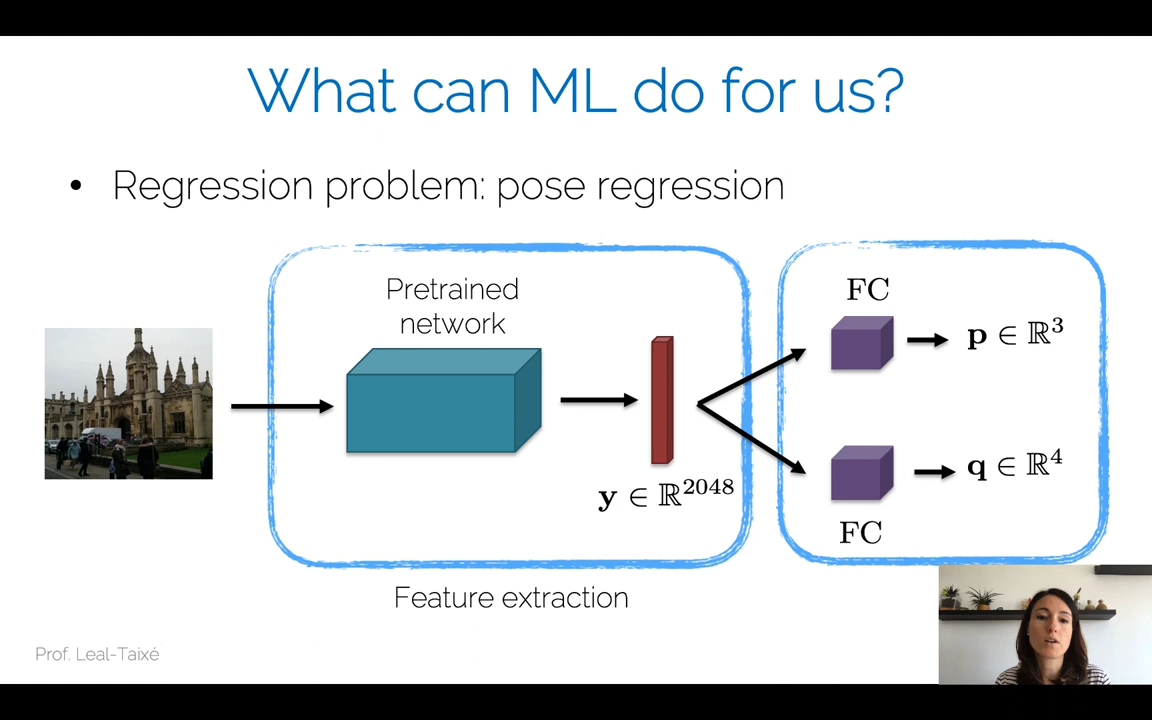 What can ML do for us?
• Regression problem: pose regression
Pretrained
network
FC
p ∈ ℝ³
y ∈ ℝ²⁰⁴⁸
q ∈ ℝ⁴
FC
Feature extraction
Prof. Leal-Taixé